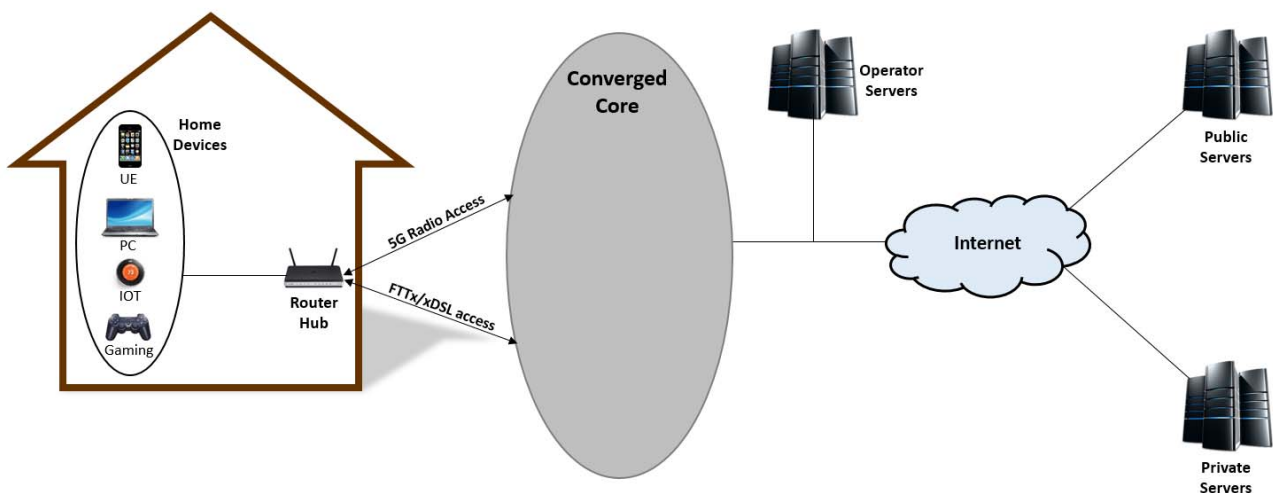 Home
Devices
UE
PC
IOT
Gaming
Router
Hub
5G Radio Access
FTTx/xDSL access
Converged
Core
Operator
Servers
Internet
Public
Servers
Private
Servers